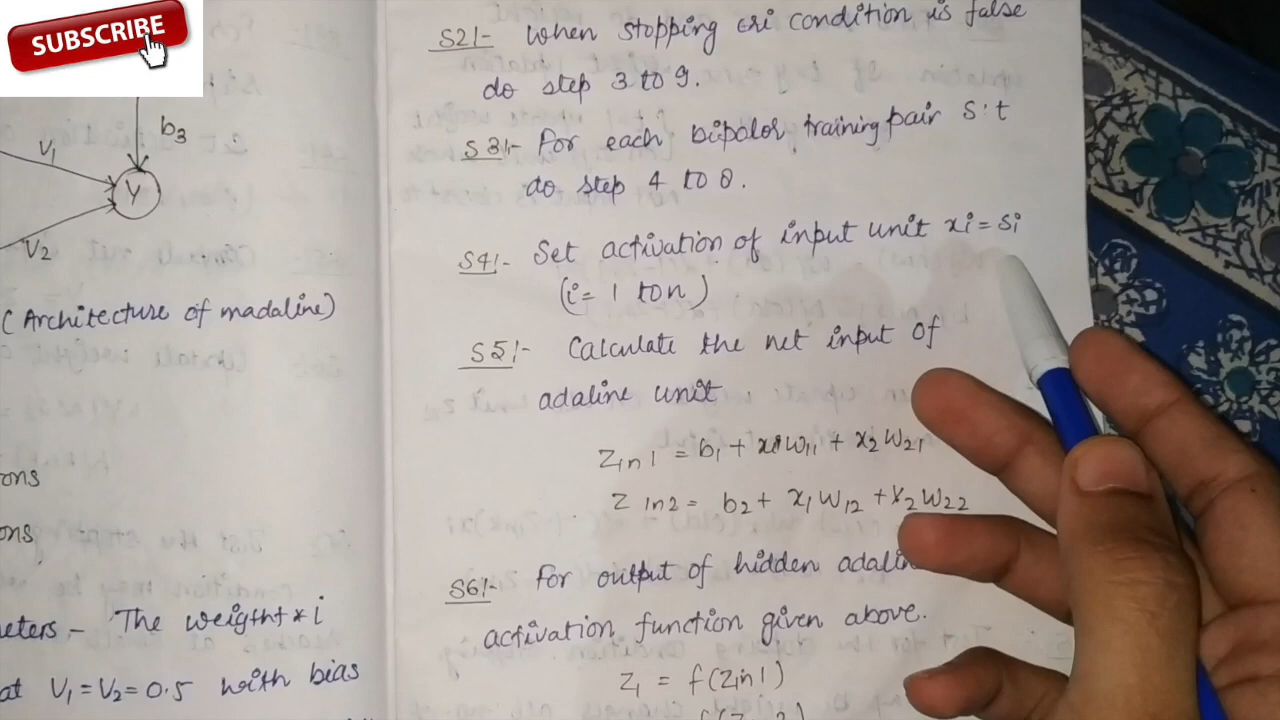 SUBSCRIBE
b3
V1
Y
V2
( Architecture of madaline)
ons
ons
eters - The weight * i
at V1 = V2 = 0.5 with bias
S2/- When stopping cri condition is false
do step 3 to 9.
S3/- For each bipolar training pair s:t
do step 4 to 8.
S4/- Set activation of input unit xi = si
(i = 1 to n)
S5/- Calculate the net input of
adaline unit
Zin1 = b1 + x1w11 + x2w21
Zin2 = b2 + x1w12 + x2w22
S6/- For output of hidden adalin
activation function given above.
Z1 = f(Zin1)